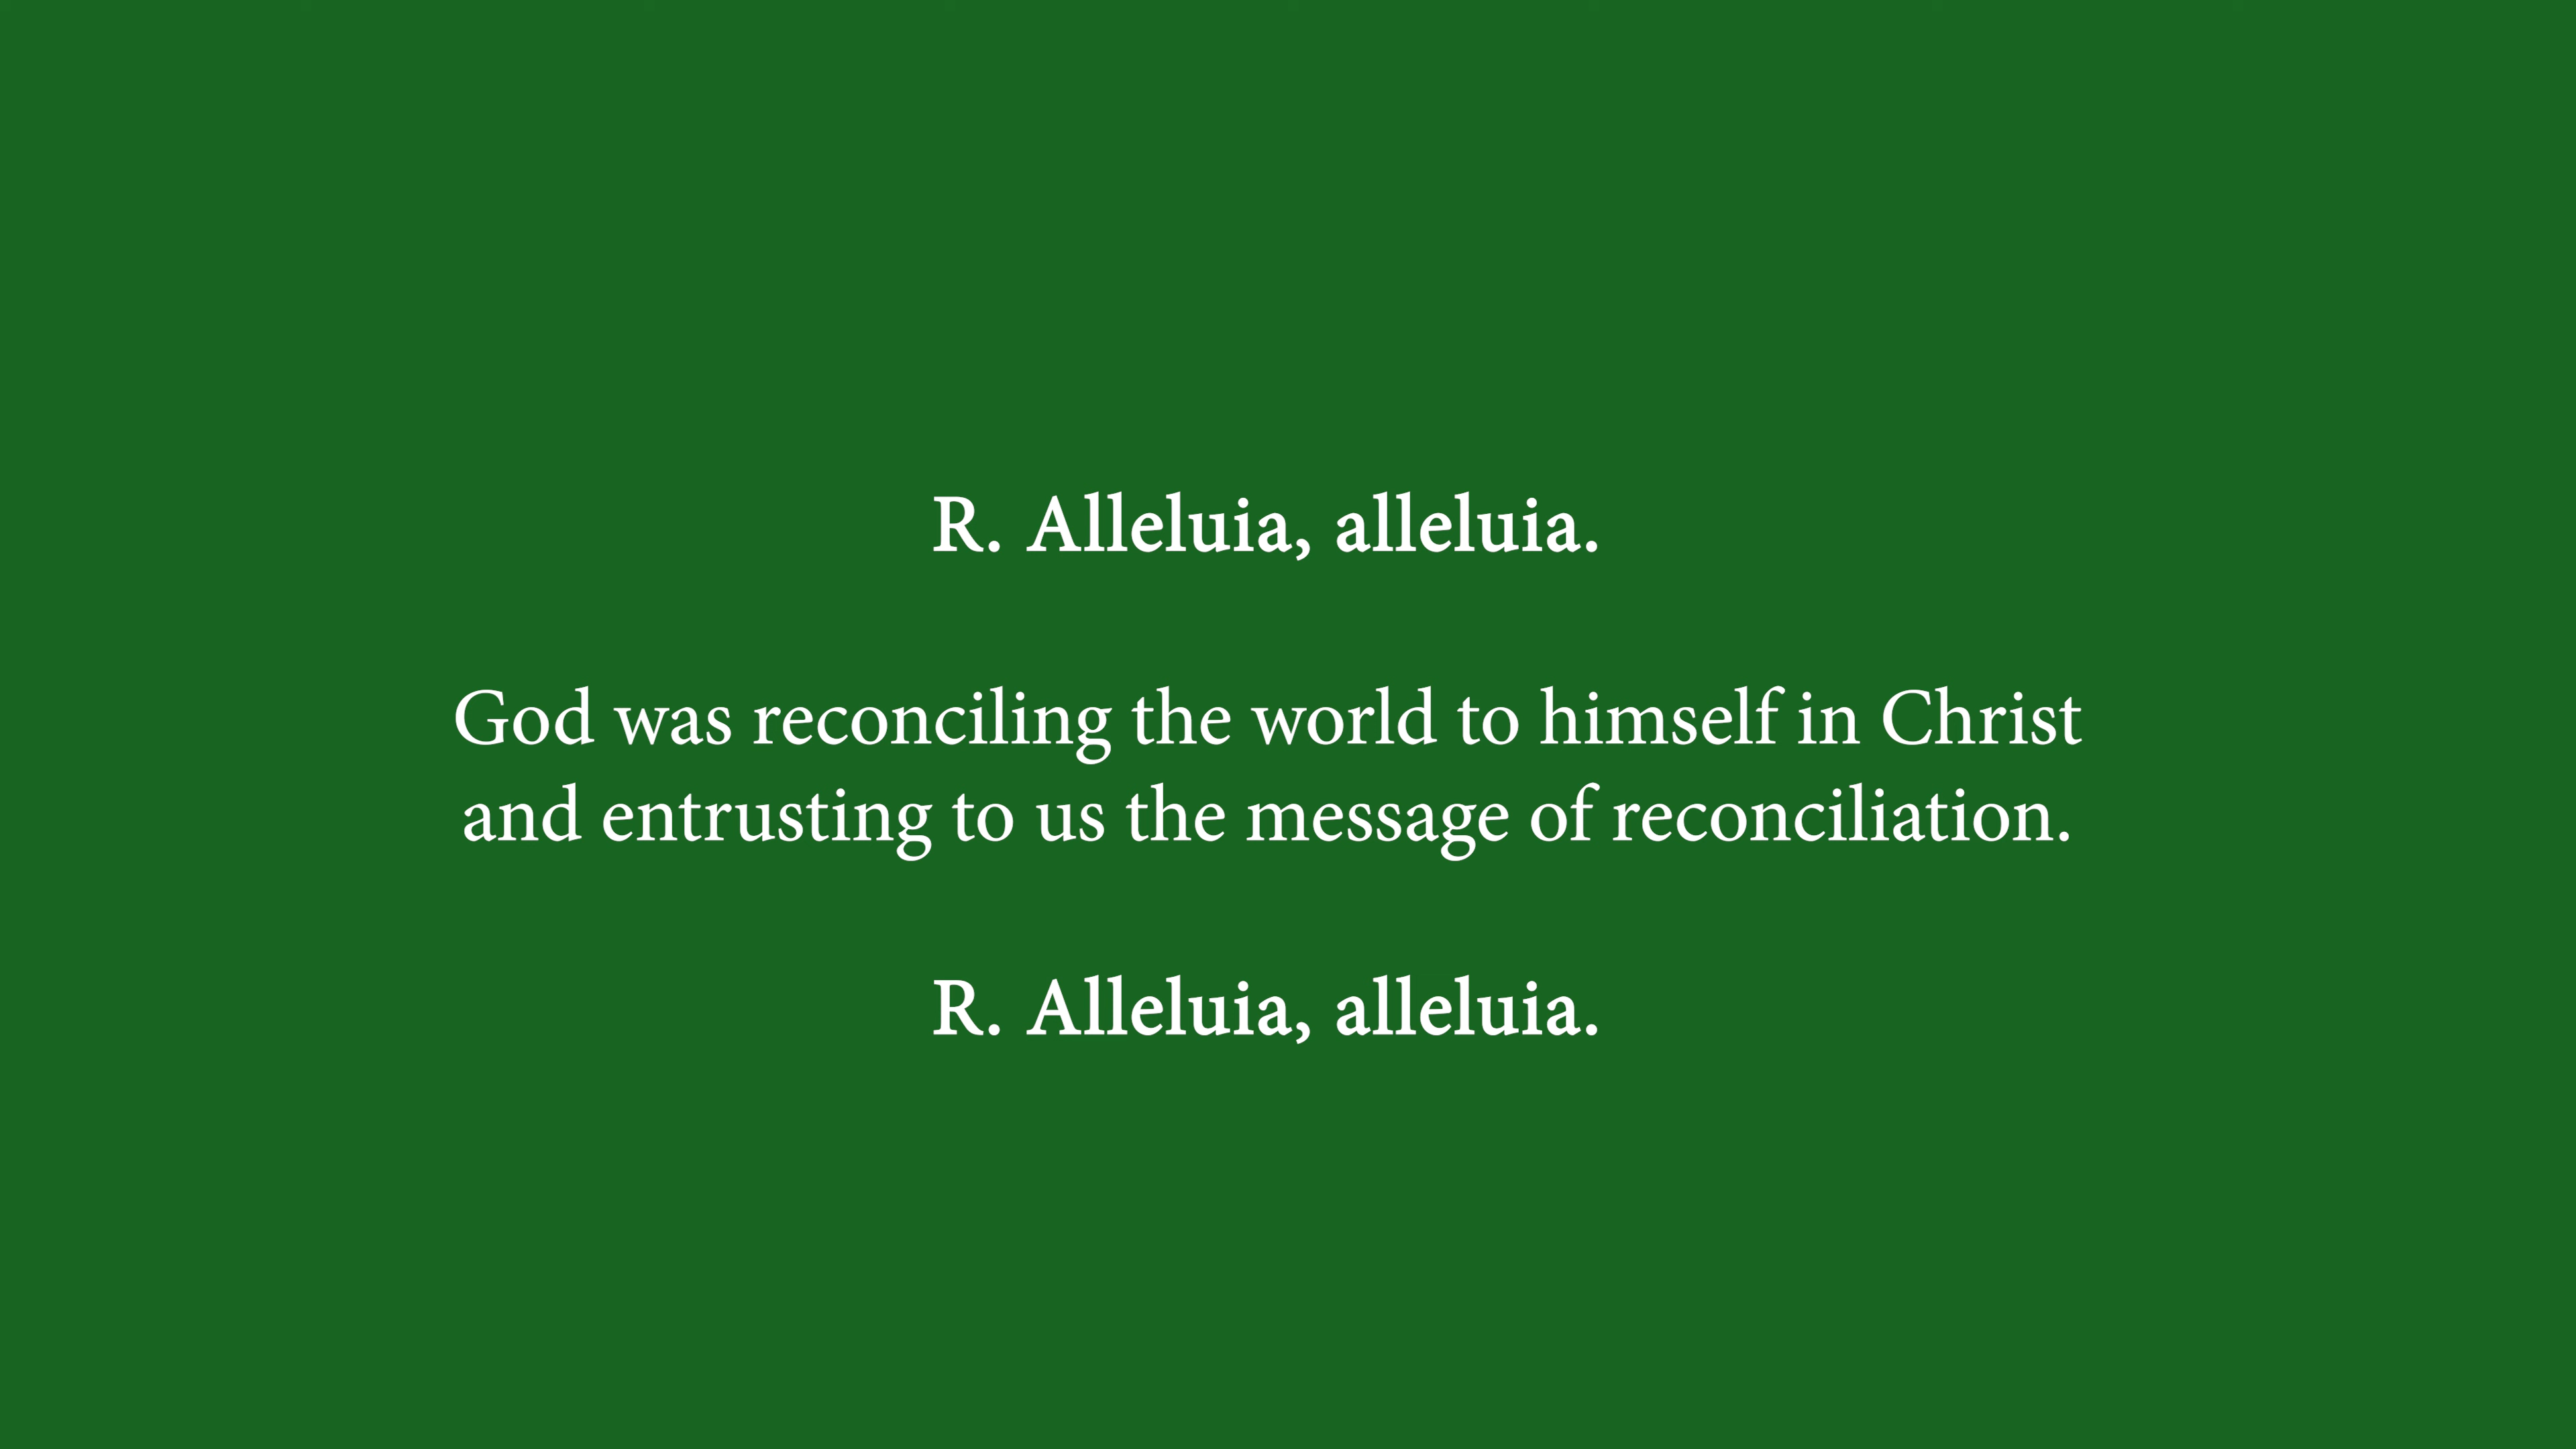 R. Alleluia, alleluia.
God was reconciling the world to himself in Christ
and entrusting to us the message of reconciliation.
R. Alleluia, alleluia.